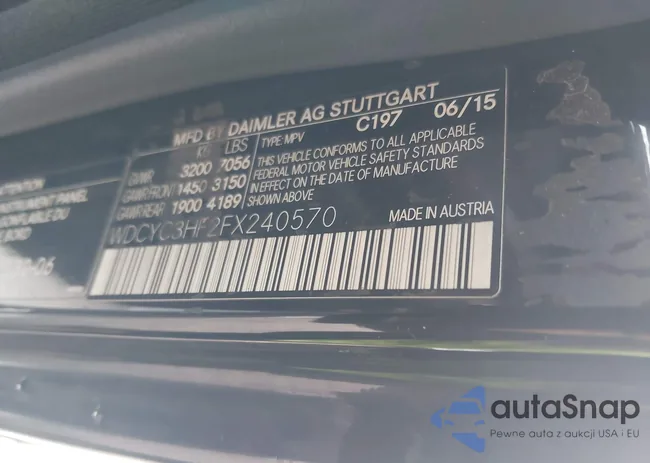 MFD BY DAIMLER AG STUTTGART
KG LBS TYPE: MPV C197 06/15
GVWR 3200 7056
GAWR FRONT 1450 3150
GAWR REAR 1900 4189
THIS VEHICLE CONFORMS TO ALL APPLICABLE
FEDERAL MOTOR VEHICLE SAFETY STANDARDS
IN EFFECT ON THE DATE OF MANUFACTURE
SHOWN ABOVE
WDCYC3HF2FX240570
MADE IN AUSTRIA
autaSnap
Pewne auta z aukcji USA i EU